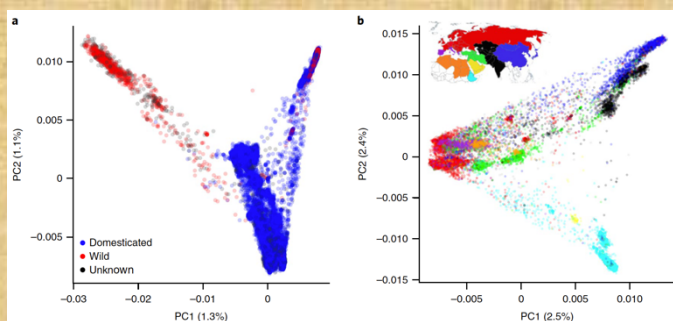 a
0.010
0.005
0
−0.005
PC2 (1.1%)
Domesticated
Wild
Unknown
−0.03
−0.02
−0.01
0
PC1 (1.3%)
b
0.015
0.010
0.005
0
−0.005
−0.010
−0.015
PC2 (2.4%)
−0.005
0
0.005
0.010
PC1 (2.5%)